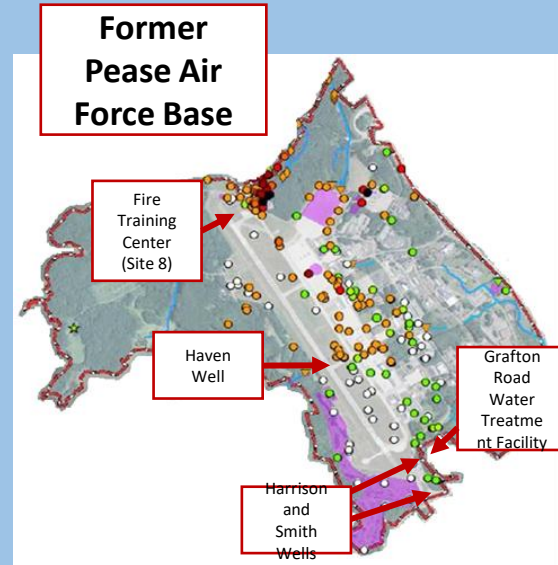 Former
Pease Air
Force Base
Fire
Training
Center
(Site 8)
Haven
Well
Grafton
Road
Water
Treatme
nt Facility
Harrison
and
Smith
Wells